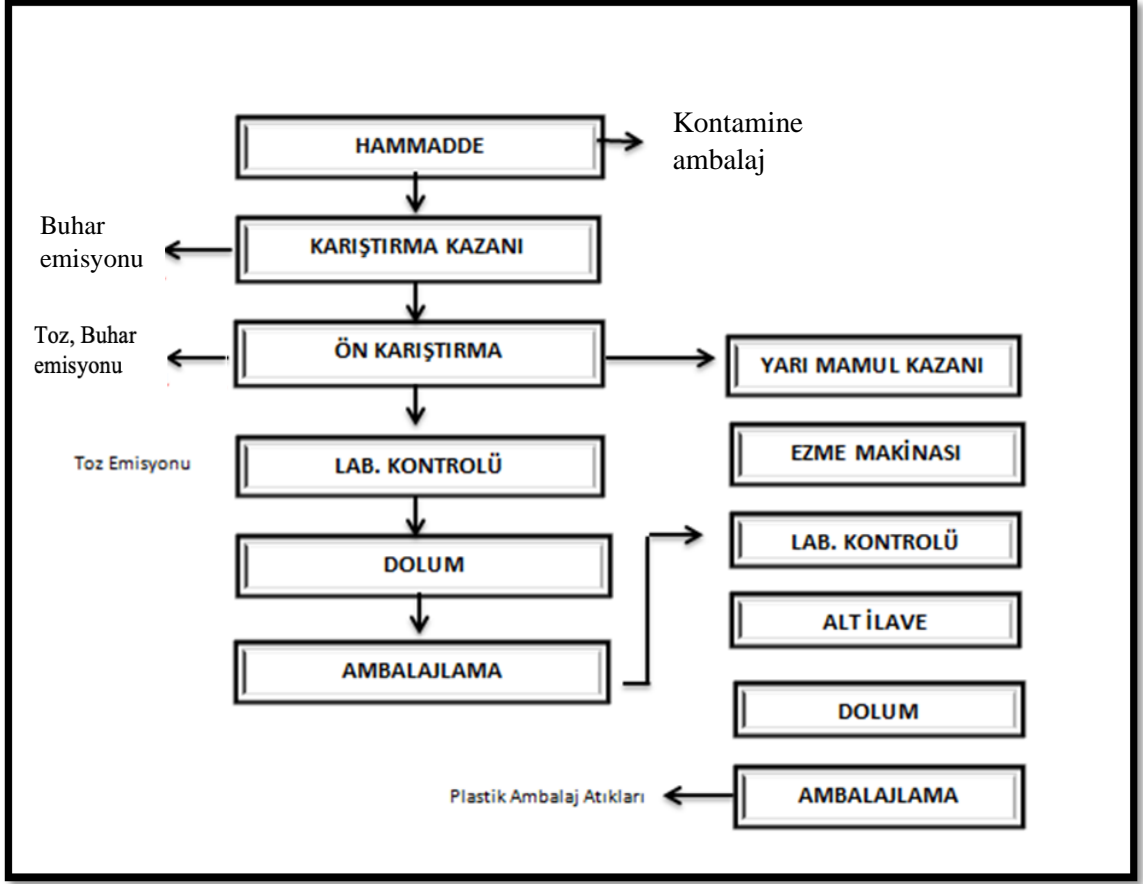 HAMMADDE
Kontamine
ambalaj
Buhar
emisyonu
KARIŞTIRMA KAZANI
Toz, Buhar
emisyonu
ÖN KARIŞTIRMA
YARI MAMUL KAZANI
Toz Emisyonu
LAB. KONTROLÜ
EZME MAKİNASI
DOLUM
LAB. KONTROLÜ
AMBALAJLAMA
ALT İLAVE
DOLUM
Plastik Ambalaj Atıkları
AMBALAJLAMA